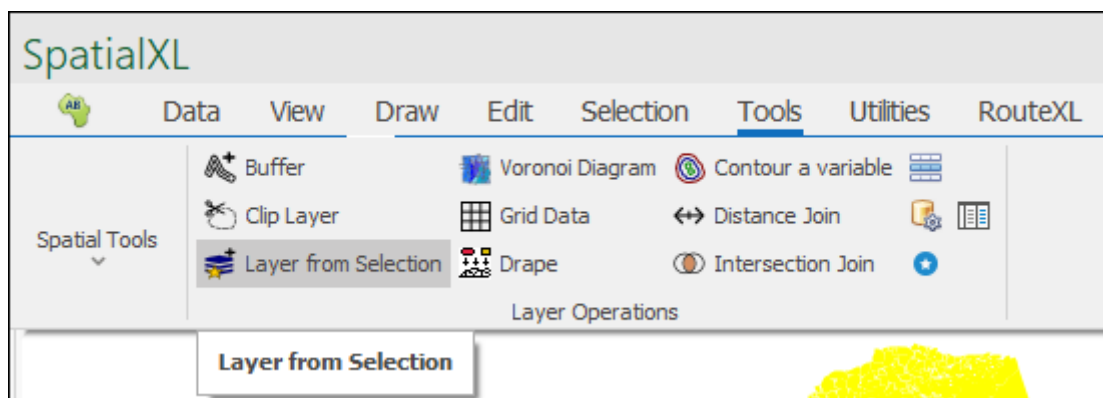 SpatialXL
AB Data View Draw Edit Selection Tools Utilities RouteXL
Buffer Voronoi Diagram Contour a variable
Clip Layer Grid Data Distance Join
Spatial Tools
Layer from Selection Drape Intersection Join
Layer Operations
Layer from Selection